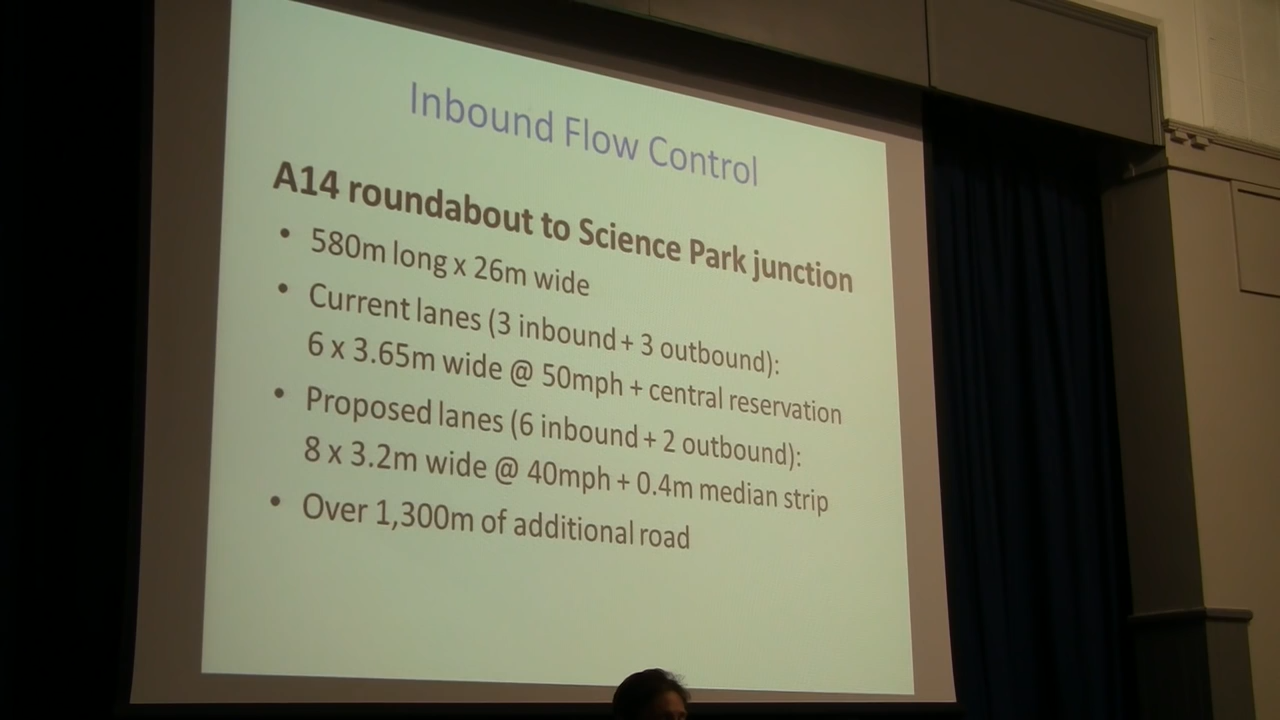 Inbound Flow Control
A14 roundabout to Science Park junction
• 580m long x 26m wide
• Current lanes (3 inbound + 3 outbound):
6 x 3.65m wide @ 50mph + central reservation
• Proposed lanes (6 inbound + 2 outbound):
8 x 3.2m wide @ 40mph + 0.4m median strip
• Over 1,300m of additional road